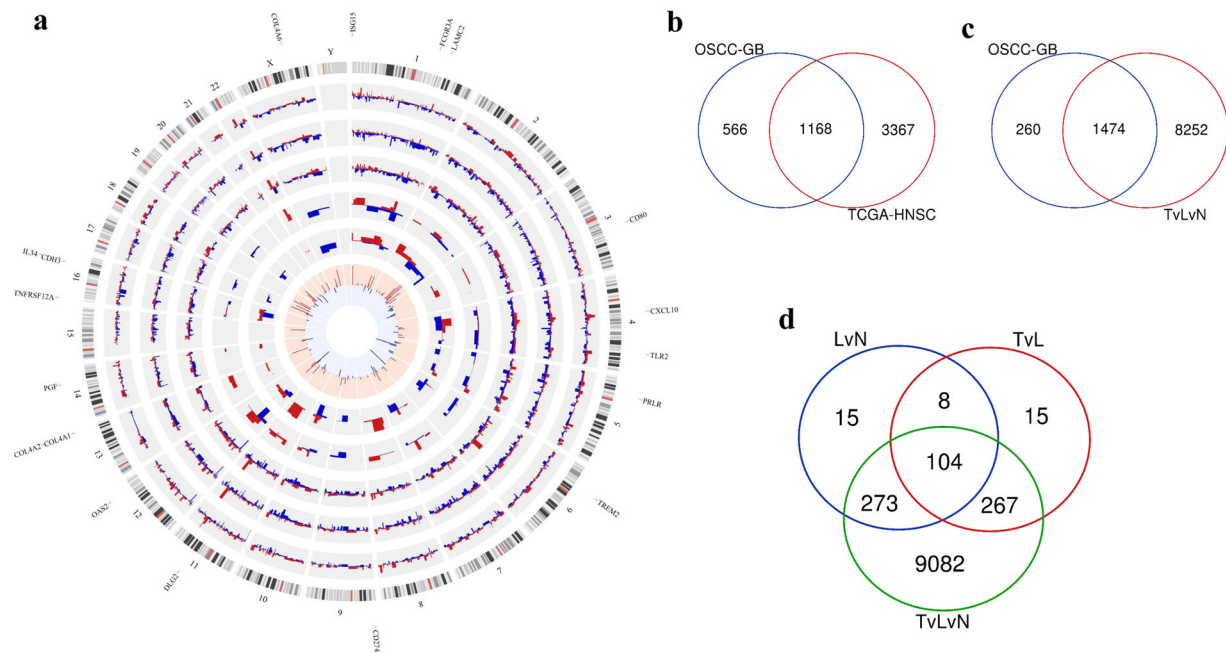 a
COL4A6-
-ISG15
-FCGR3A
-LAMC2
X
Y
1
2
3
4
5
6
7
8
9
10
11
12
13
14
15
16
17
18
19
20
21
22
-CD80
-CXCL10
-TLR2
-PRLR
-TREM2
-CD274
DLG2-
OAS2-
COL4A2-COL4A1-
PGF-
TNFRSF12A-
IL34-CDH3-
b
OSCC-GB
566
1168
3367
TCGA-HNSC
c
OSCC-GB
260
1474
8252
TvLvN
d
LvN
TvL
15
8
15
104
273
267
9082
TvLvN